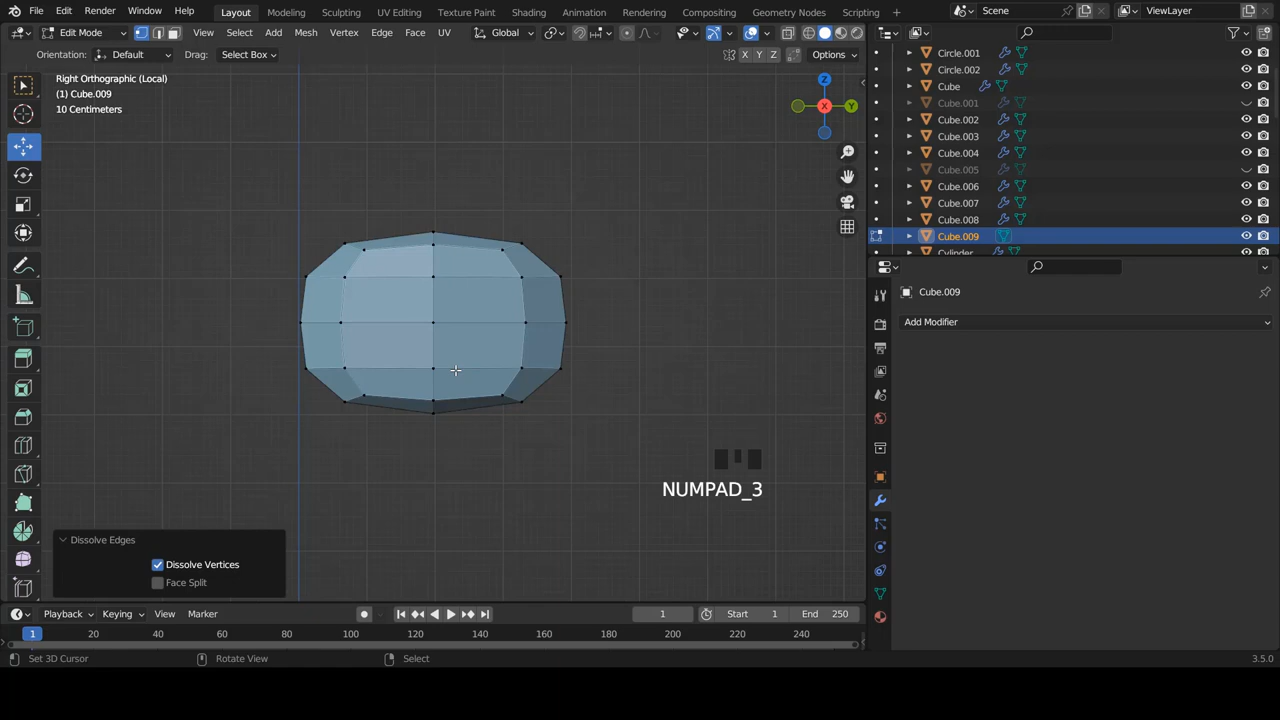 File Edit Render Window Help Layout Modeling Sculpting UV Editing Texture Paint Shading Animation Rendering Compositing Geometry Nodes Scripting Scene ViewLayer
Edit Mode View Select Add Mesh Vertex Edge Face UV Global
Orientation: Default Drag: Select Box X Y Z Options
Right Orthographic (Local)
(1) Cube.009
10 Centimeters
Z
X
Y
Circle.001
Circle.002
Cube
Cube.001
Cube.002
Cube.003
Cube.004
Cube.005
Cube.006
Cube.007
Cube.008
Cube.009
Cylinder
Cube.009
Add Modifier
NUMPAD_3
Dissolve Edges
Dissolve Vertices
Face Split
Playback Keying View Marker 1 Start 1 End 250
1 20 40 60 80 100 120 140 160 180 200 220 240
Set 3D Cursor Rotate View Select 3.5.0